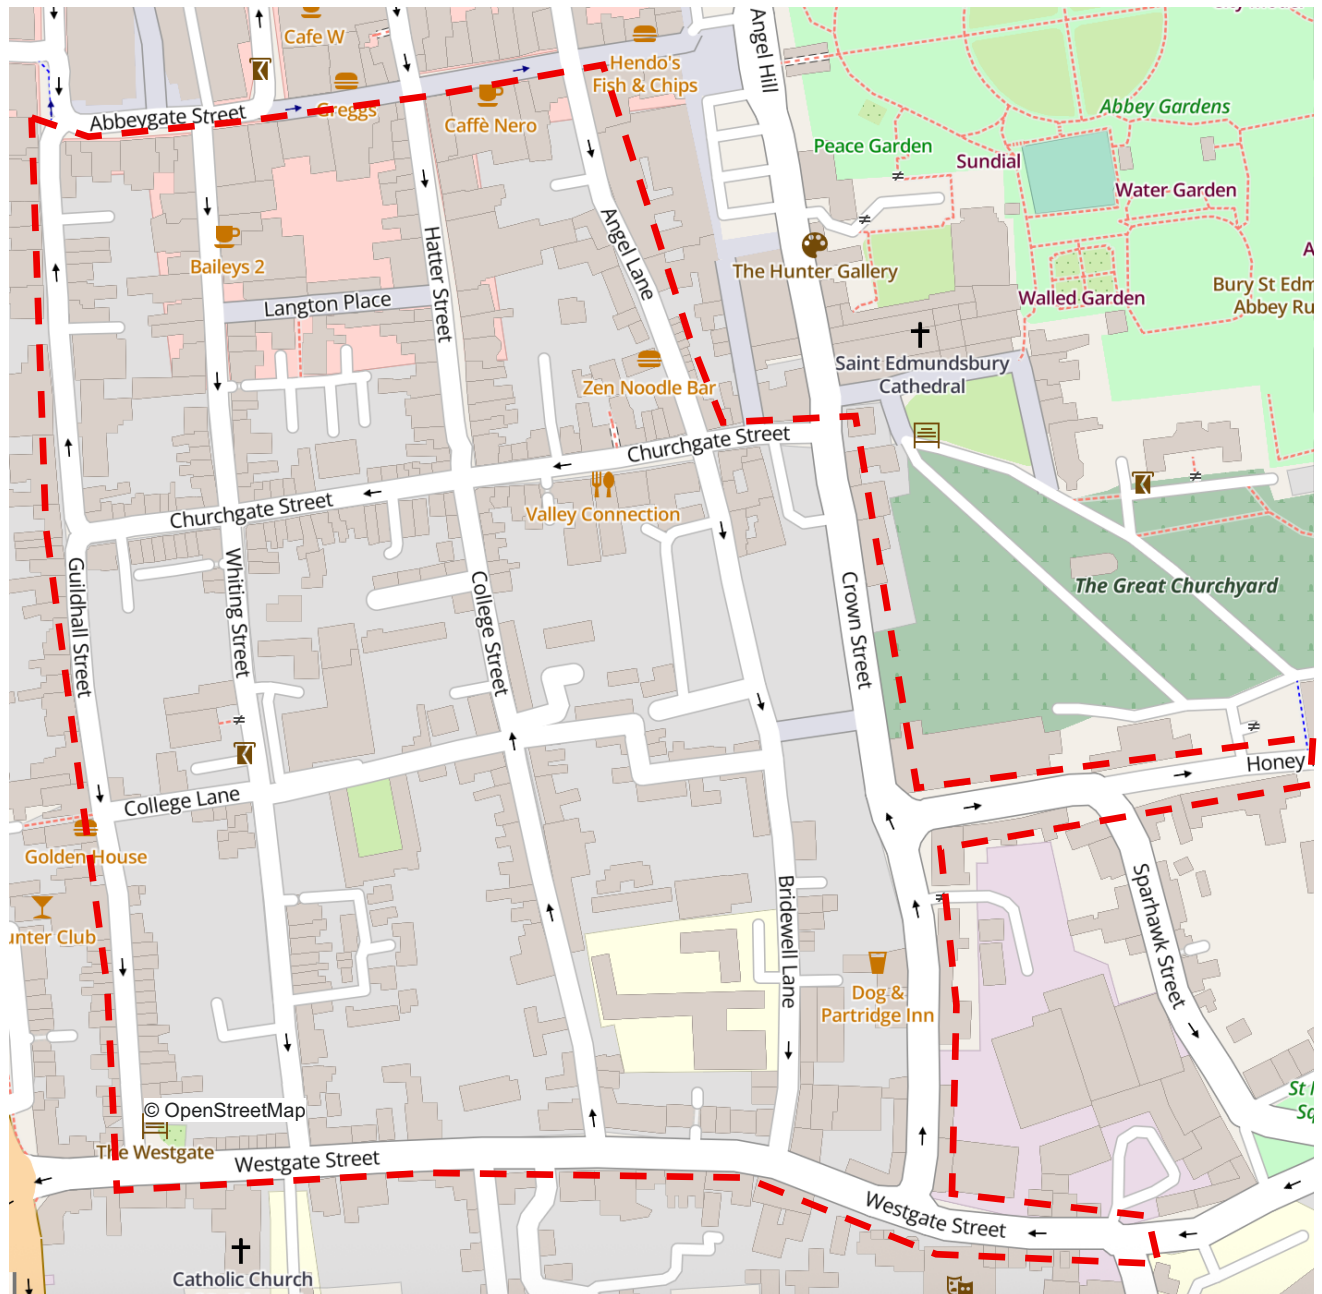 Cafe W
Greggs
Abbeygate Street
Hendo's
Fish & Chips
Caffè Nero
Angel Hill
Abbey Gardens
Peace Garden
Sundial
Water Garden
Baileys 2
Hatter Street
Angel Lane
The Hunter Gallery
Bury St Edm
Abbey Ru
Walled Garden
Langton Place
Saint Edmundsbury
Cathedral
Zen Noodle Bar
Churchgate Street
Churchgate Street
Valley Connection
Guildhall Street
Whiting Street
College Street
Crown Street
The Great Churchyard
Honey
College Lane
Golden House
unter Club
Bridewell Lane
Sparhawk Street
Dog &
Partridge Inn
© OpenStreetMap
The Westgate
Westgate Street
Westgate Street
Catholic Church